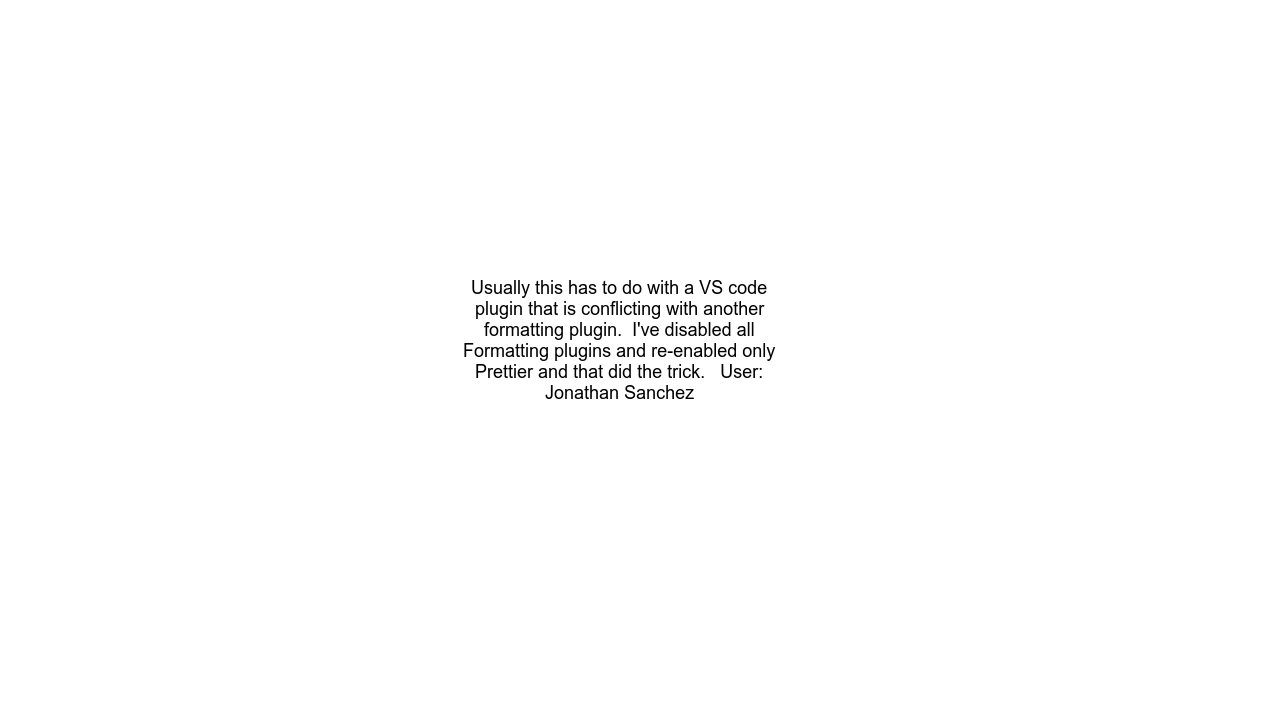 Usually this has to do with a VS code
plugin that is conflicting with another
formatting plugin.  I've disabled all
Formatting plugins and re-enabled only
Prettier and that did the trick.   User:
Jonathan Sanchez